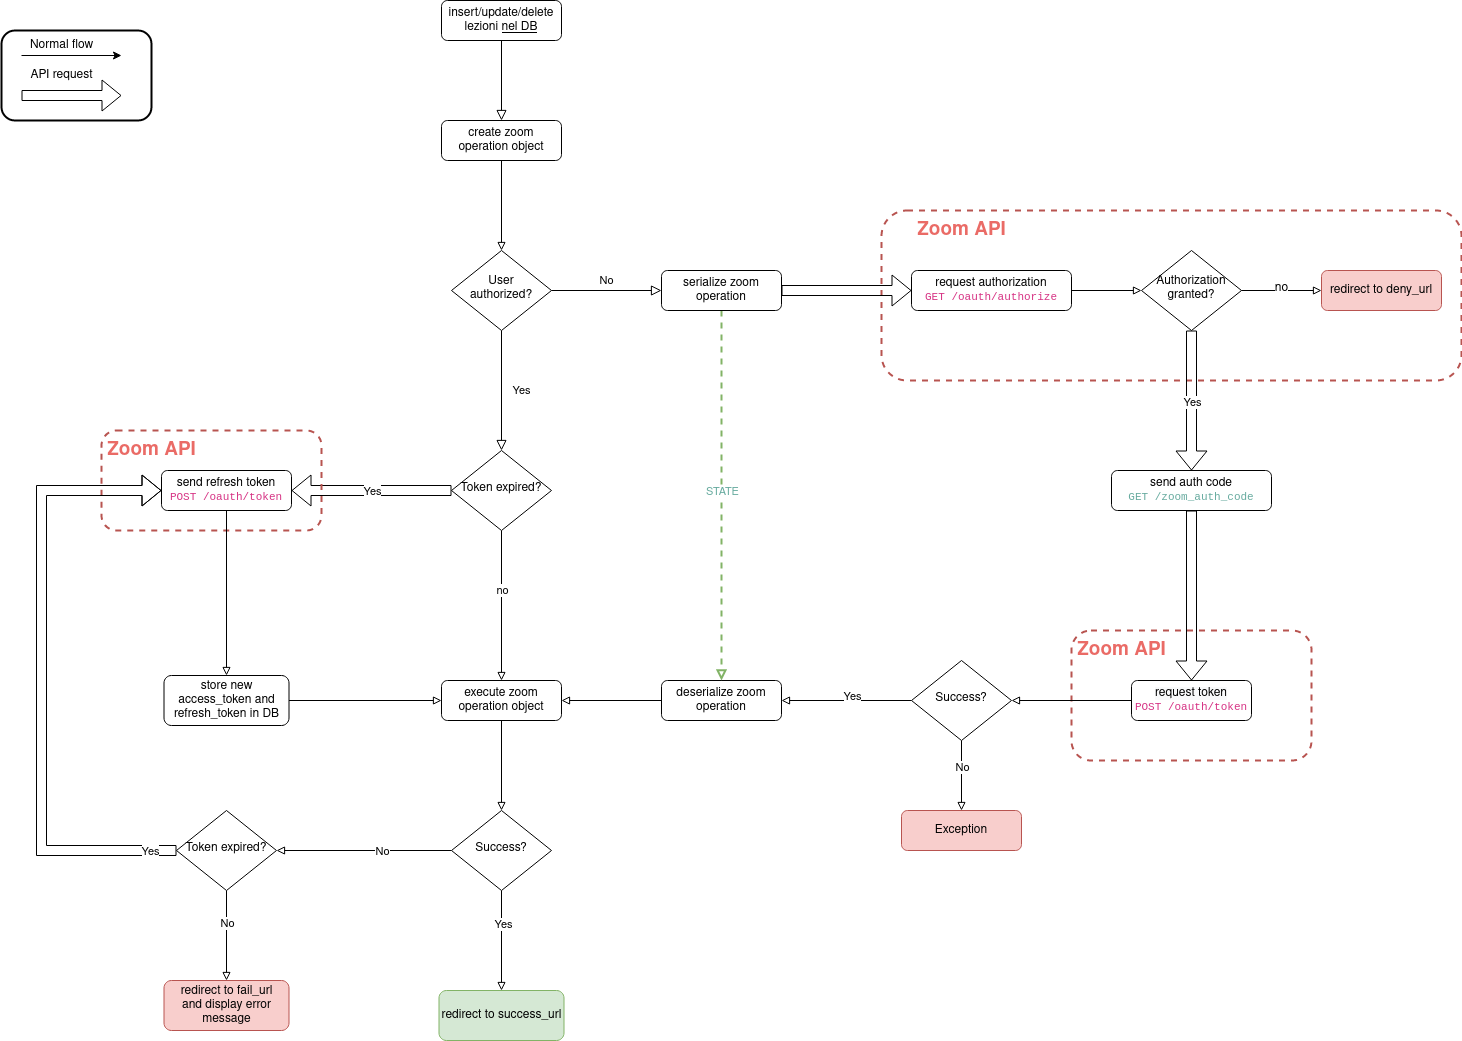 insert/update/delete
lezioni nel DB
Normal flow
API request
create zoom
operation object
Zoom API
User
authorized?
No
serialize zoom
operation
request authorization
GET /oauth/authorize
Authorization
granted?
no
redirect to deny_url
Yes
Yes
Zoom API
send refresh token
POST /oauth/token
Yes
Token expired?
STATE
send auth code
GET /zoom_auth_code
no
Zoom API
store new
access_token and
refresh_token in DB
execute zoom
operation object
deserialize zoom
operation
Yes
Success?
request token
POST /oauth/token
No
Exception
Yes
Token expired?
No
Success?
No
Yes
redirect to fail_url
and display error
message
redirect to success_url